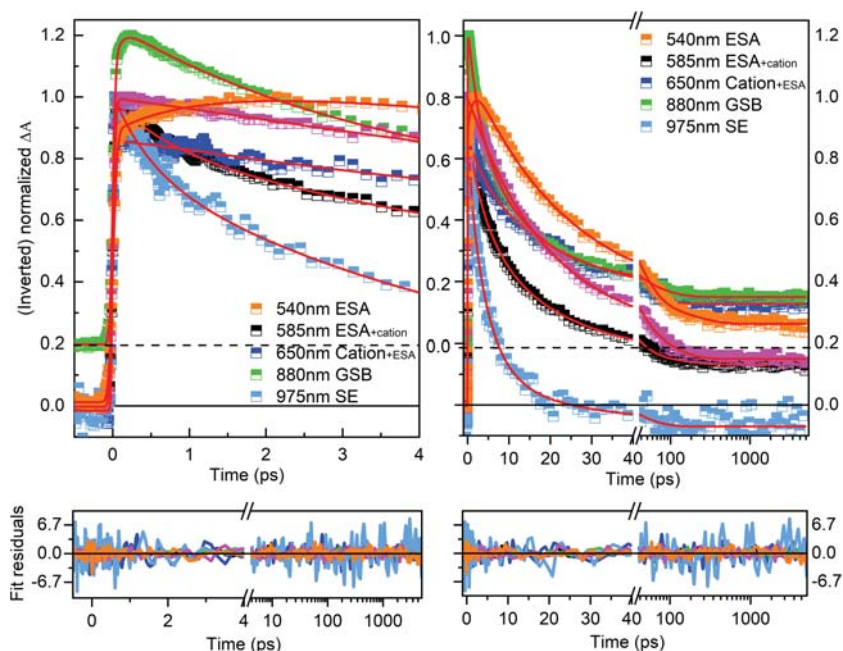 (Inverted) normalized ΔA
1.2
1.0
0.8
0.6
0.4
0.2
0.0
540nm ESA
585nm ESA+cation
650nm Cation+ESA
880nm GSB
975nm SE
0 1 2 3 4
Time (ps)
1.0
0.8
0.6
0.4
0.2
0.0
540nm ESA
585nm ESA+cation
650nm Cation+ESA
880nm GSB
975nm SE
1.2
1.0
0.8
0.6
0.4
0.2
0.0
0 10 20 30 40 100 1000
Time (ps)
Fit residuals
6.7
0.0
-6.7
0 2 4 10 100 1000
Time (ps)
6.7
0.0
-6.7
0 10 20 30 40 100 1000
Time (ps)